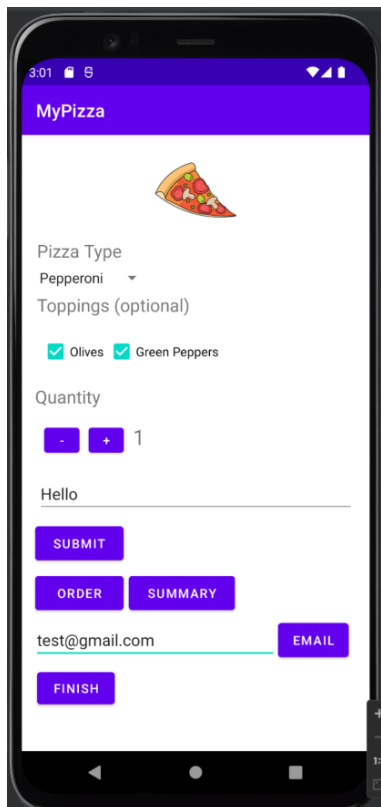 3:01
MyPizza
Pizza Type
Pepperoni
Toppings (optional)
Olives Green Peppers
Quantity
- + 1
Hello
SUBMIT
ORDER SUMMARY
test@gmail.com EMAIL
FINISH
+
1: